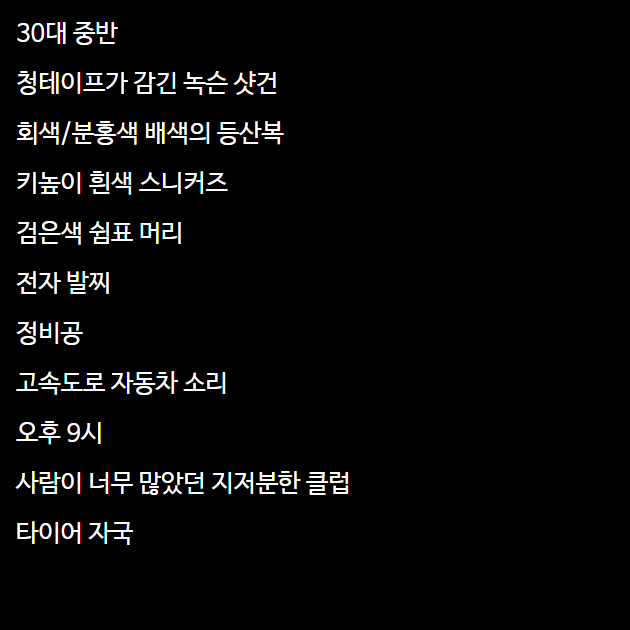 30대 중반
청테이프가 감긴 녹슨 샷건
회색/분홍색 배색의 등산복
키높이 흰색 스니커즈
검은색 쉼표 머리
전자 발찌
정비공
고속도로 자동차 소리
오후 9시
사람이 너무 많았던 지저분한 클럽
타이어 자국